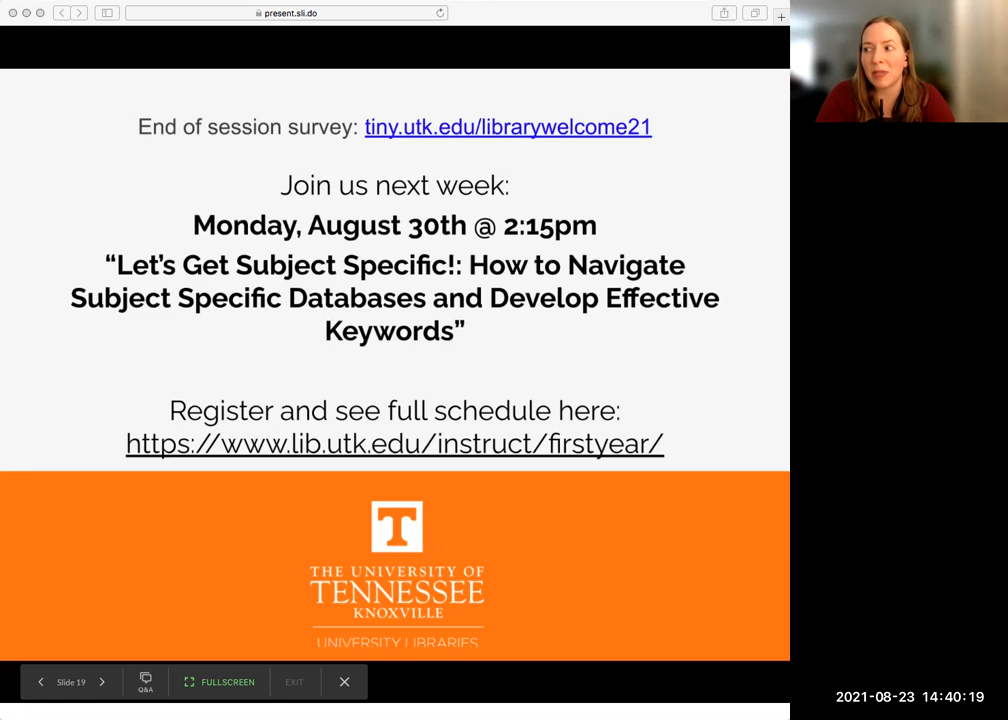 present.sli.do
End of session survey: tiny.utk.edu/librarywelcome21
Join us next week:
Monday, August 30th @ 2:15pm
“Let’s Get Subject Specific!: How to Navigate
Subject Specific Databases and Develop Effective
Keywords”
Register and see full schedule here:
https://www.lib.utk.edu/instruct/firstyear/
T
THE UNIVERSITY OF
TENNESSEE
KNOXVILLE
UNIVERSITY LIBRARIES
Slide 19
Q&A
FULLSCREEN
EXIT
2021-08-23 14:40:19